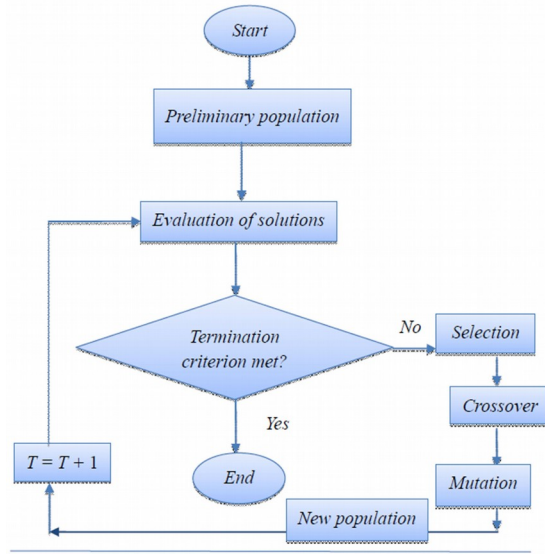 Start
Preliminary population
Evaluation of solutions
Termination
criterion met?
No
Selection
Crossover
Yes
Mutation
End
T = T + 1
New population